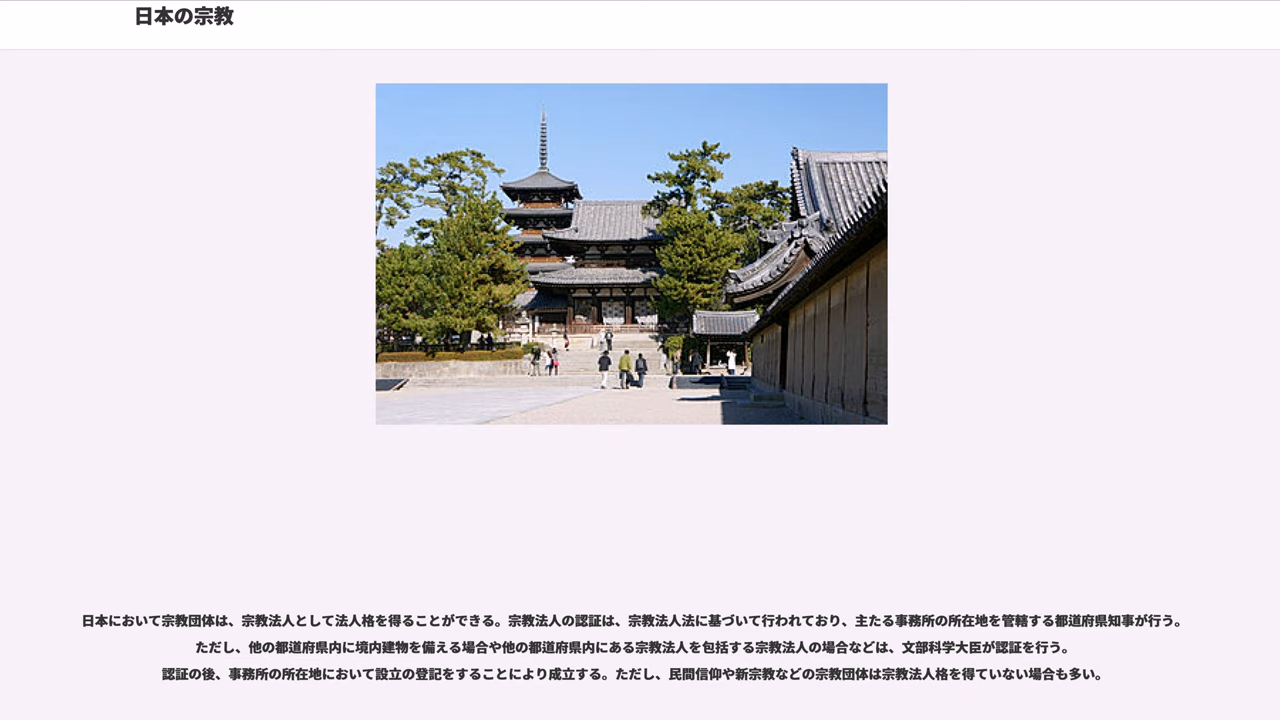 日本の宗教
日本において宗教団体は、宗教法人として法人格を得ることができる。宗教法人の認証は、宗教法人法に基づいて行われており、主たる事務所の所在地を管轄する都道府県知事が行う。
ただし、他の都道府県内に境内建物を備える場合や他の都道府県内にある宗教法人を包括する宗教法人の場合などは、文部科学大臣が認証を行う。
認証の後、事務所の所在地において設立の登記をすることにより成立する。ただし、民間信仰や新宗教などの宗教団体は宗教法人格を得ていない場合も多い。